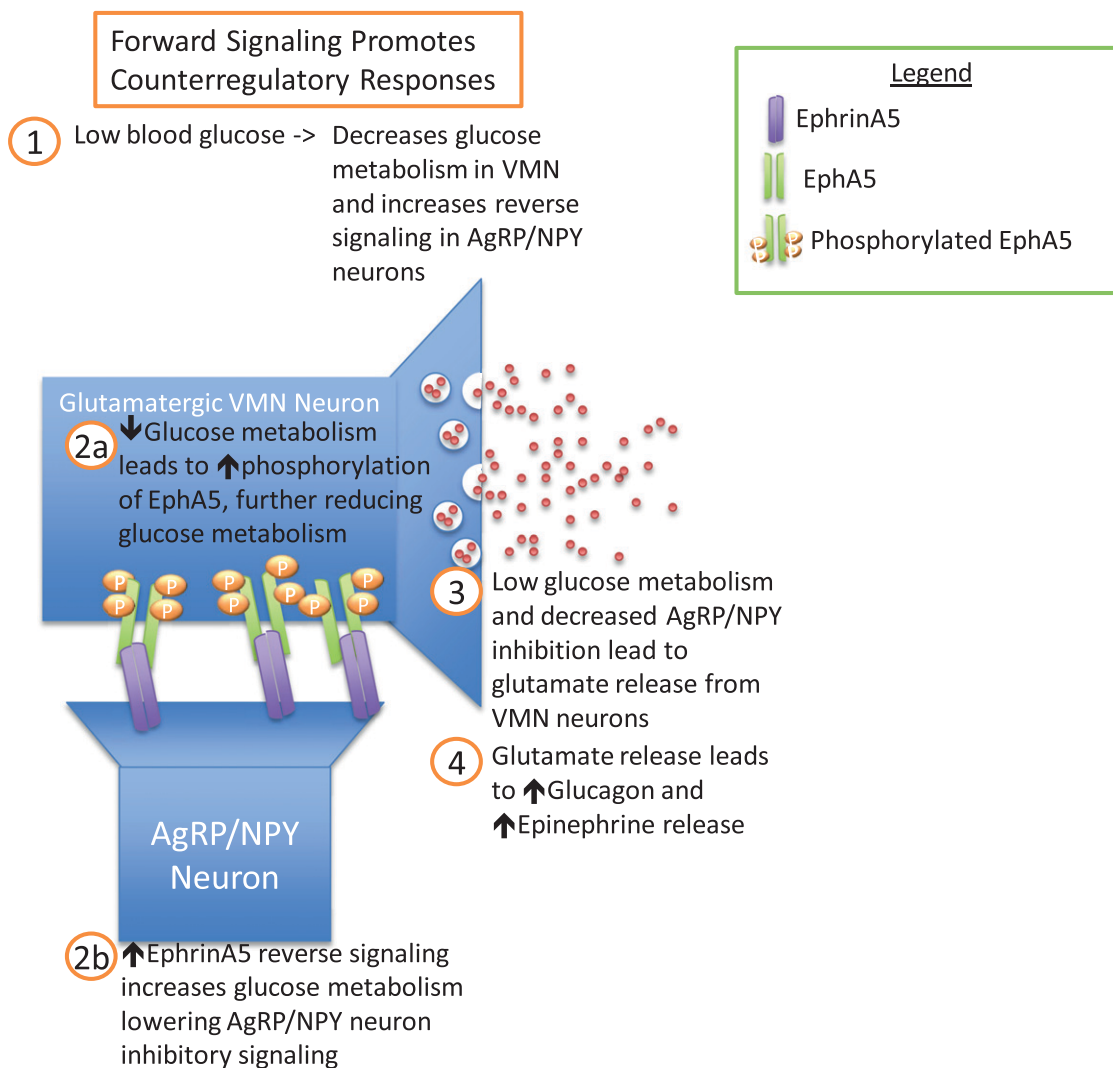 Forward Signaling Promotes
Counterregulatory Responses
1 Low blood glucose -> Decreases glucose
metabolism in VMN
and increases reverse
signaling in AgRP/NPY
neurons
Legend
EphrinA5
EphA5
P P P P Phosphorylated EphA5
Glutamatergic VMN Neuron
2a ↓Glucose metabolism
leads to ↑phosphorylation
of EphA5, further reducing
glucose metabolism
P P P P P P P P P P P P
3 Low glucose metabolism
and decreased AgRP/NPY
inhibition lead to
glutamate release from
VMN neurons
4 Glutamate release leads
to ↑Glucagon and
↑Epinephrine release
AgRP/NPY
Neuron
2b ↑EphrinA5 reverse signaling
increases glucose metabolism
lowering AgRP/NPY neuron
inhibitory signaling